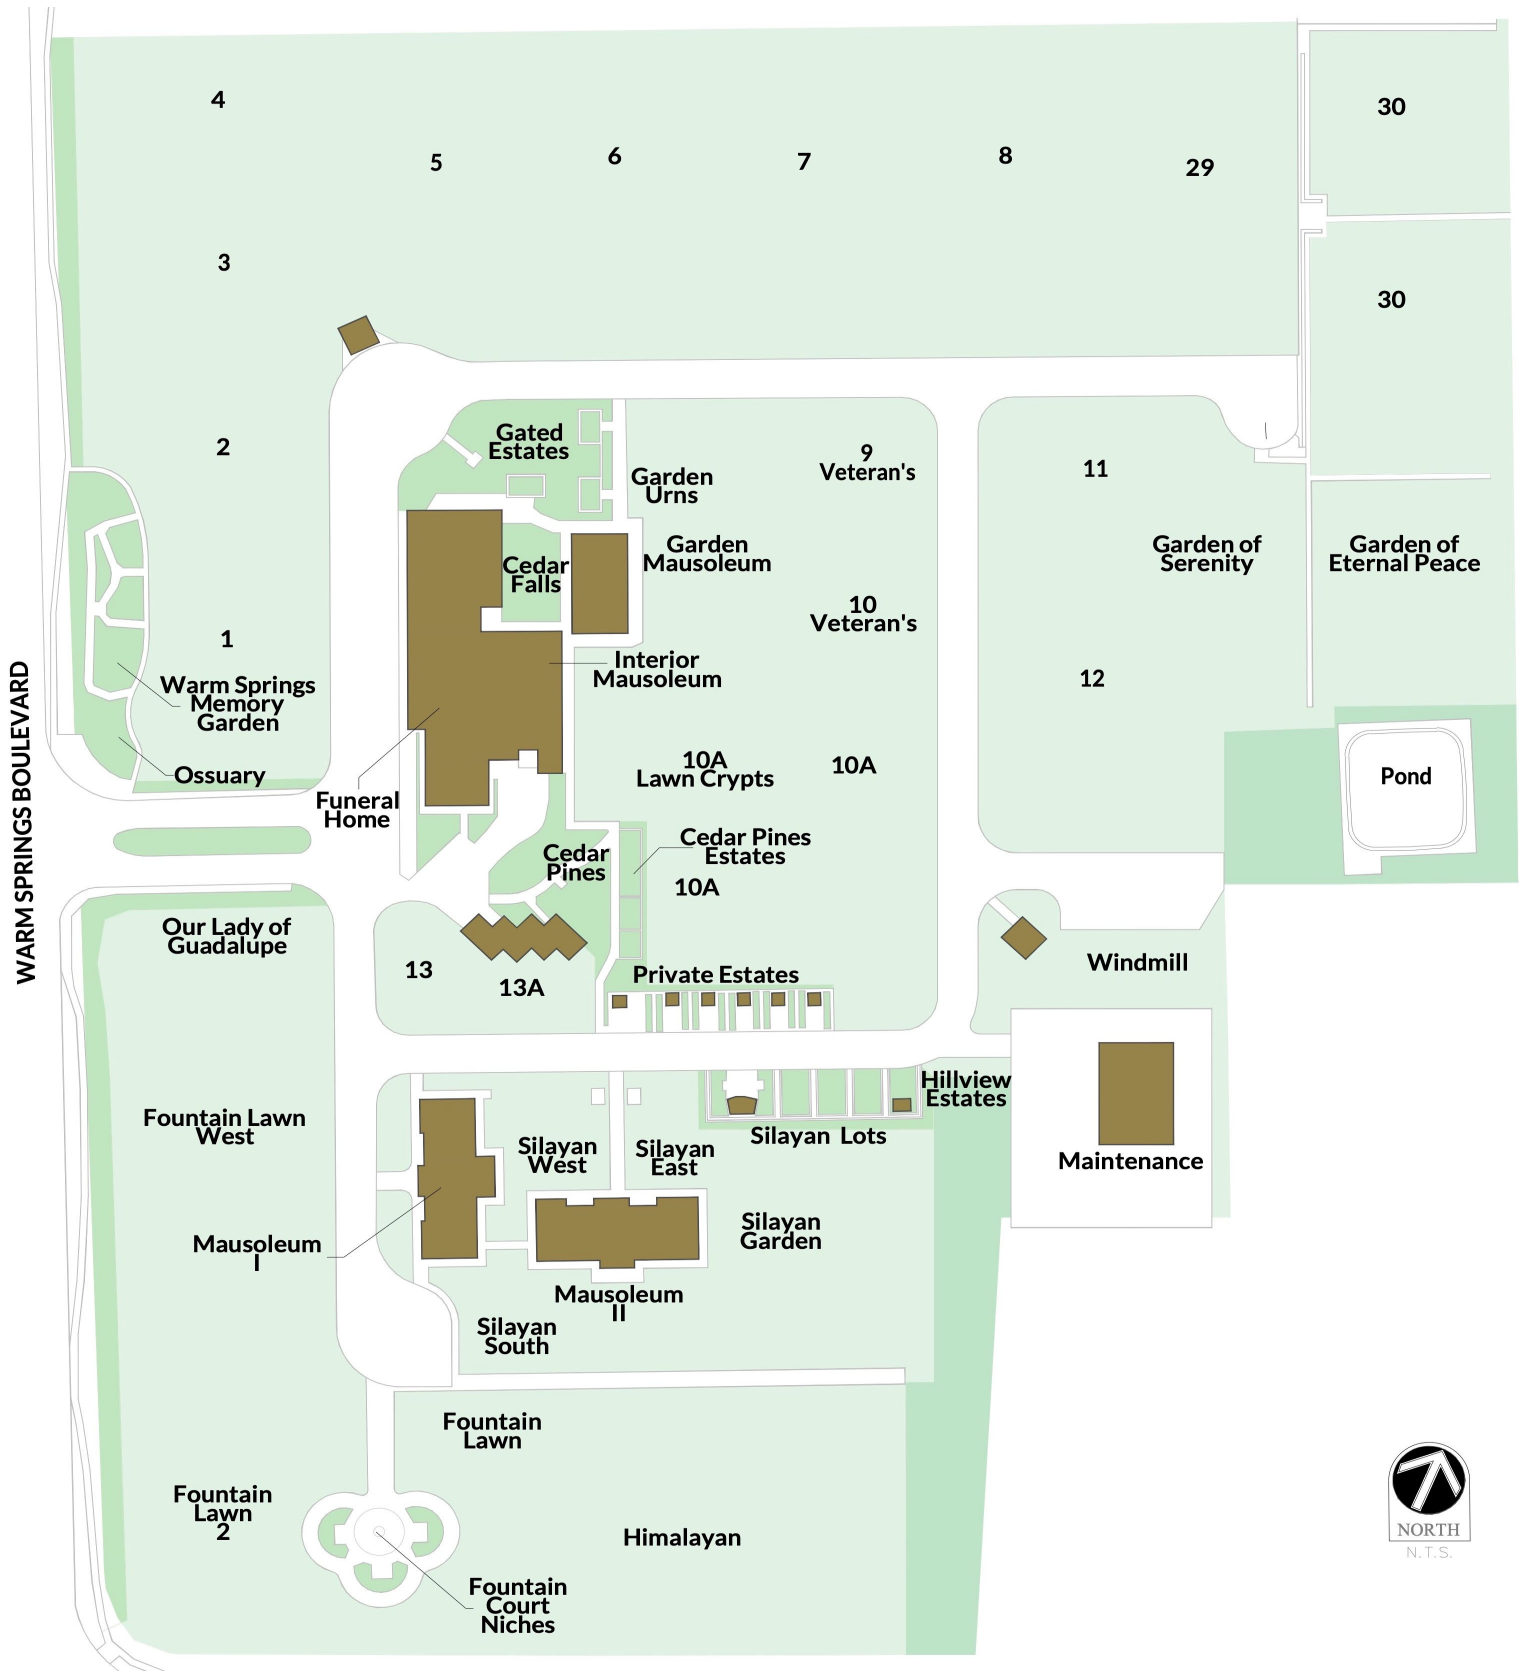 4
5
6
7
8
29
30
3
30
2
Gated
Estates
Garden
Urns
9
Veteran's
11
Cedar
Falls
Garden
Mausoleum
Garden of
Serenity
Garden of
Eternal Peace
10
Veteran's
1
Interior
Mausoleum
12
Warm Springs
Memory
Garden
Ossuary
WARM SPRINGS BOULEVARD
Funeral
Home
10A
Lawn Crypts
10A
Pond
Cedar
Pines
Cedar Pines
Estates
10A
Our Lady of
Guadalupe
13
13A
Private Estates
Windmill
Hillview
Estates
Fountain Lawn
West
Silayan
West
Silayan
East
Silayan Lots
Maintenance
Mausoleum
I
Silayan
Garden
Mausoleum
II
Silayan
South
Fountain
Lawn
Fountain
Lawn
2
Himalayan
Fountain
Court
Niches
NORTH
N.T.S.